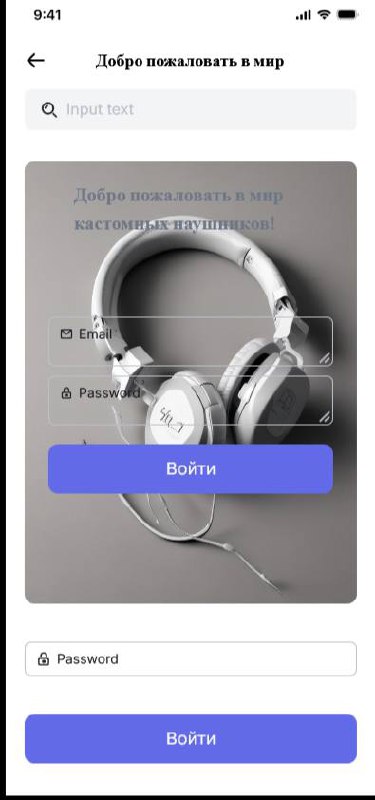 9:41
Добро пожаловать в мир
Input text
Добро пожаловать в мир
кастомных наушников!
Email
Password
Войти
Password
Войти